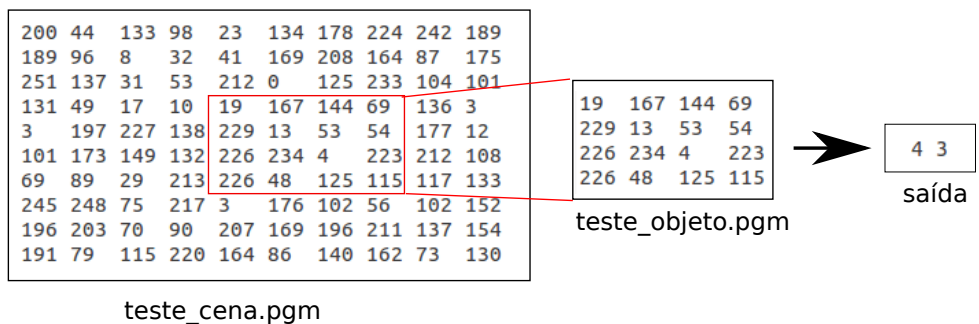 200 44 133 98 23 134 178 224 242 189
189 96 8 32 41 169 208 164 87 175
251 137 31 53 212 0 125 233 104 101
131 49 17 10 19 167 144 69 136 3
3 197 227 138 229 13 53 54 177 12
101 173 149 132 226 234 4 223 212 108
69 89 29 213 226 48 125 115 117 133
245 248 75 217 3 176 102 56 102 152
196 203 70 90 207 169 196 211 137 154
191 79 115 220 164 86 140 162 73 130
teste_cena.pgm
19 167 144 69
229 13 53 54
226 234 4 223
226 48 125 115
teste_objeto.pgm
4 3
saída